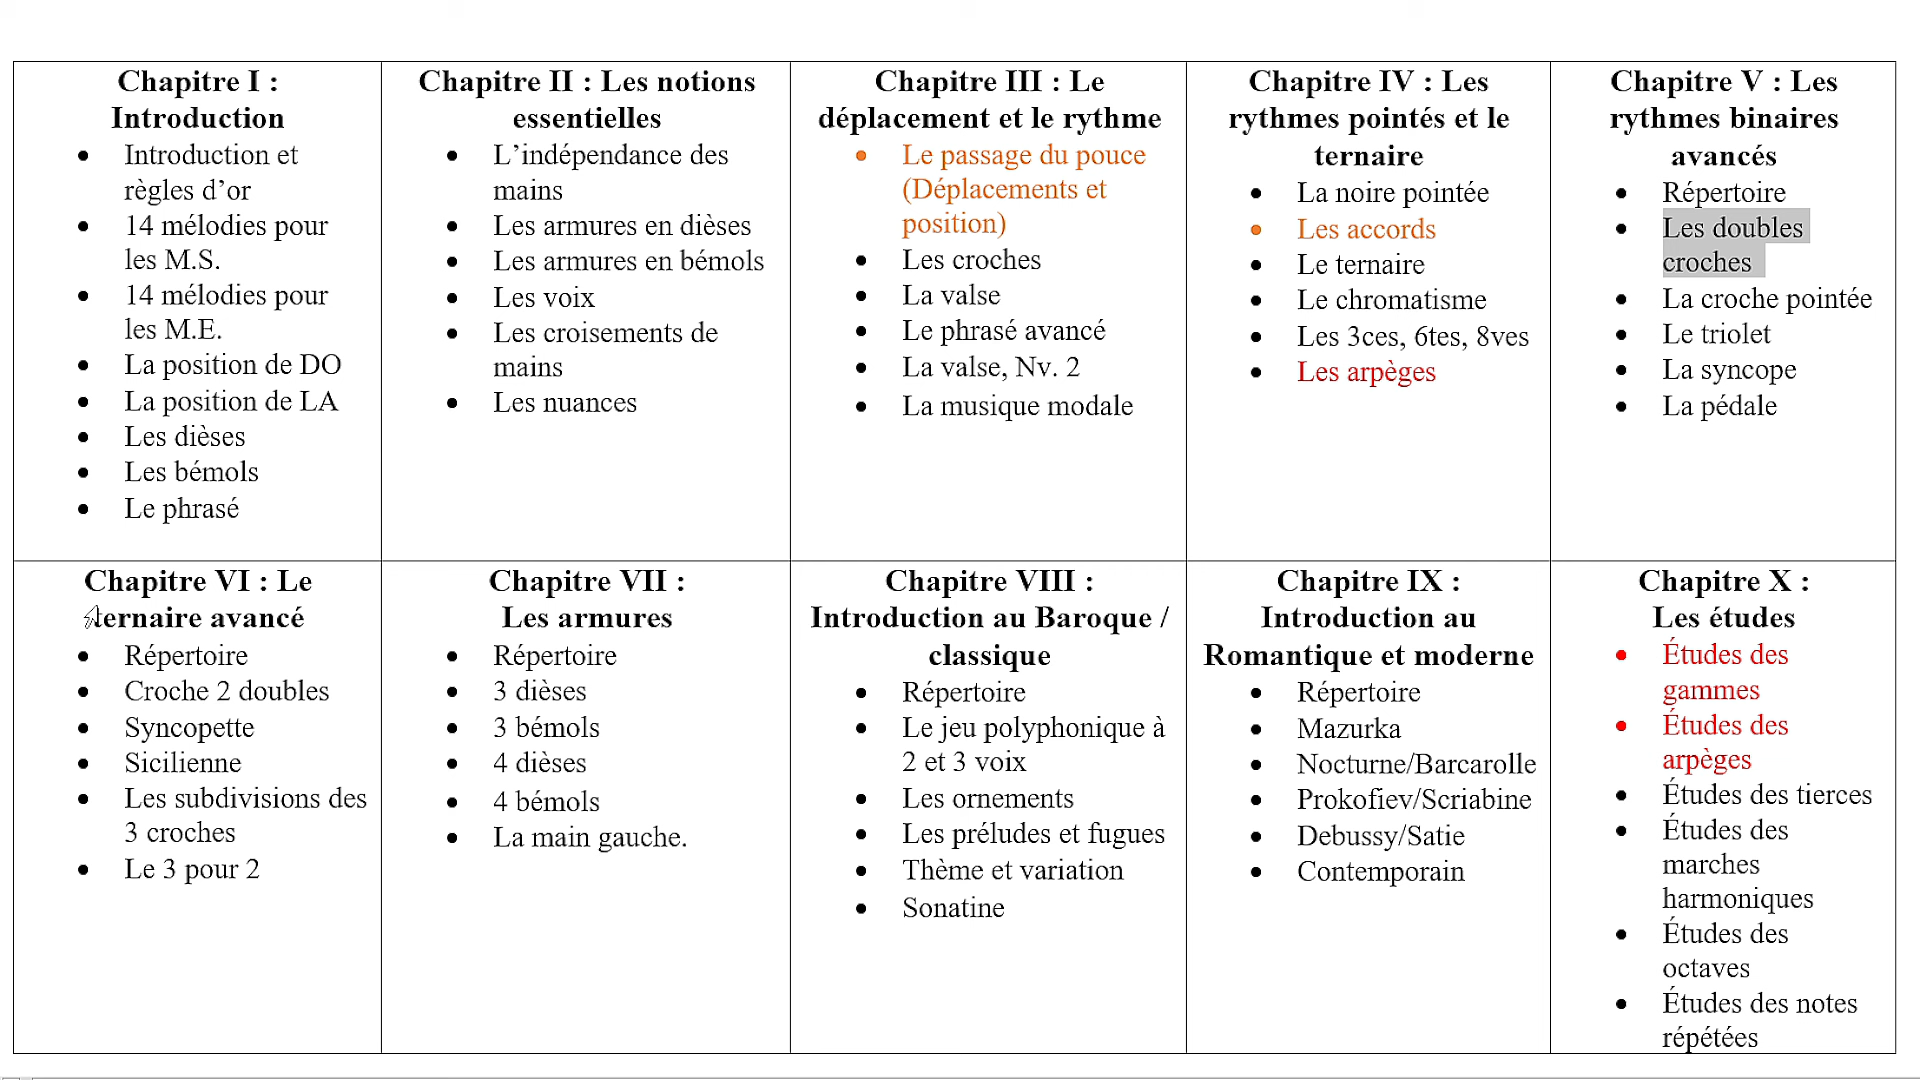 Chapitre I :
Introduction
• Introduction et
règles d’or
• 14 mélodies pour
les M.S.
• 14 mélodies pour
les M.E.
• La position de DO
• La position de LA
• Les dièses
• Les bémols
• Le phrasé
Chapitre II : Les notions
essentielles
• L’indépendance des
mains
• Les armures en dièses
• Les armures en bémols
• Les voix
• Les croisements de
mains
• Les nuances
Chapitre III : Le
déplacement et le rythme
• Le passage du pouce
(Déplacements et
position)
• Les croches
• La valse
• Le phrasé avancé
• La valse, Nv. 2
• La musique modale
Chapitre IV : Les
rythmes pointés et le
ternaire
• La noire pointée
• Les accords
• Le ternaire
• Le chromatisme
• Les 3ces, 6tes, 8ves
• Les arpèges
Chapitre V : Les
rythmes binaires
avancés
• Répertoire
• Les doubles
croches
• La croche pointée
• Le triolet
• La syncope
• La pédale
Chapitre VI : Le
ternaire avancé
• Répertoire
• Croche 2 doubles
• Syncopette
• Sicilienne
• Les subdivisions des
3 croches
• Le 3 pour 2
Chapitre VII :
Les armures
• Répertoire
• 3 dièses
• 3 bémols
• 4 dièses
• 4 bémols
• La main gauche.
Chapitre VIII :
Introduction au Baroque /
classique
• Répertoire
• Le jeu polyphonique à
2 et 3 voix
• Les ornements
• Les préludes et fugues
• Thème et variation
• Sonatine
Chapitre IX :
Introduction au
Romantique et moderne
• Répertoire
• Mazurka
• Nocturne/Barcarolle
• Prokofiev/Scriabine
• Debussy/Satie
• Contemporain
Chapitre X :
Les études
• Études des
gammes
• Études des
arpèges
• Études des tierces
• Études des
marches
harmoniques
• Études des
octaves
• Études des notes
répétées